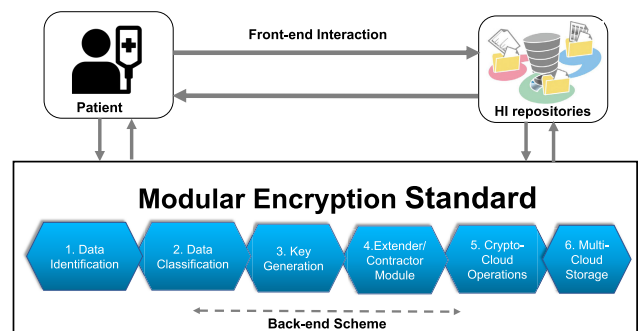 Front-end Interaction
Patient
HI repositories
Modular Encryption Standard
1. Data
Identification
2. Data
Classification
3. Key
Generation
4.Extender/
Contractor
Module
5. Crypto-
Cloud
Operations
6. Multi-
Cloud
Storage
Back-end Scheme